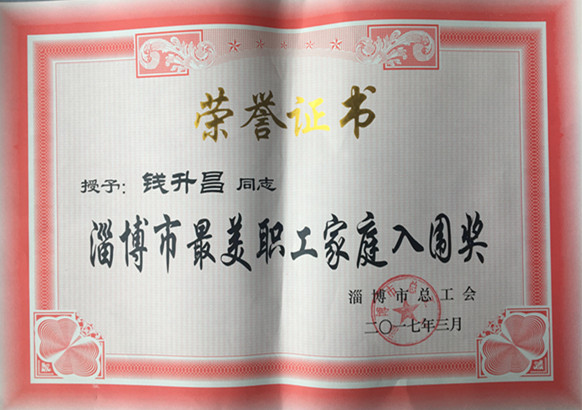 荣誉证书
授予：钱升昌 同志
淄博市最美职工家庭入围奖
淄博市总工会
二〇一七年三月